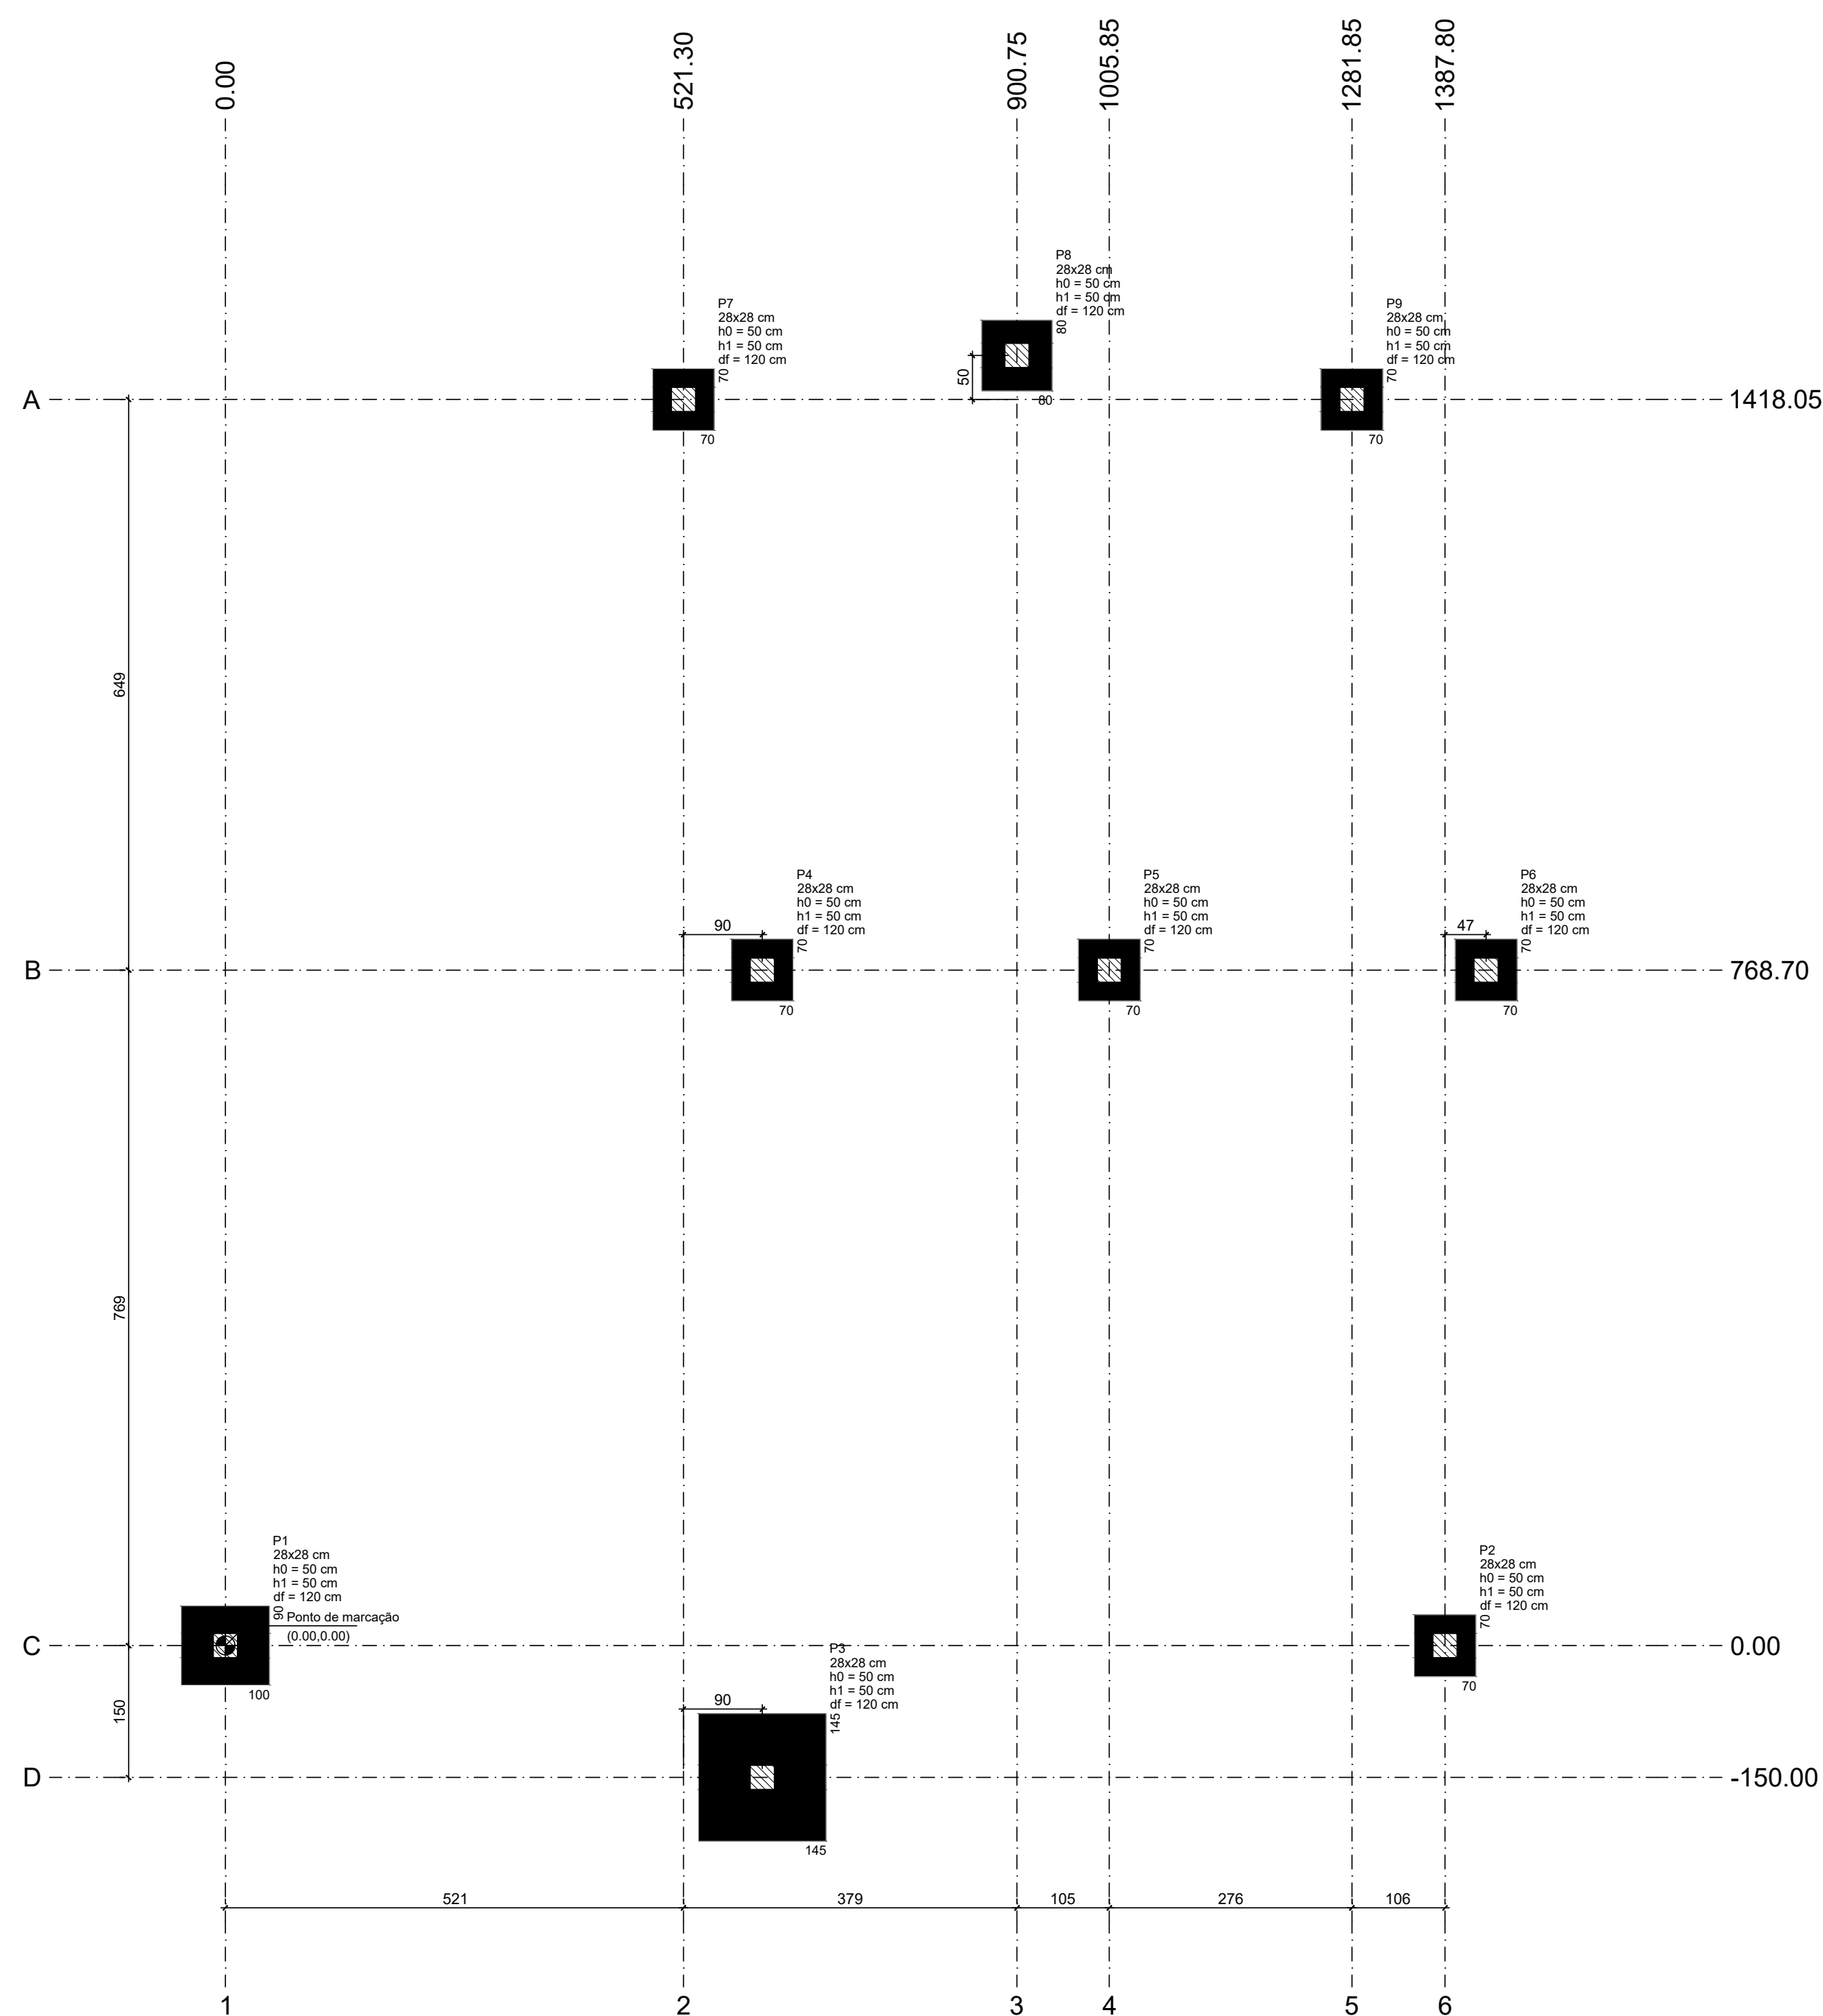 0.00
521.30
900.75
1005.85
1281.85
1387.80
P8
28x28 cm
h0 = 50 cm
h1 = 50 cm
df = 120 cm
80
50
80
P7
28x28 cm
h0 = 50 cm
h1 = 50 cm
df = 120 cm
70
70
P9
28x28 cm
h0 = 50 cm
h1 = 50 cm
df = 120 cm
70
70
A
1418.05
649
P4
28x28 cm
h0 = 50 cm
h1 = 50 cm
df = 120 cm
90
70
70
P5
28x28 cm
h0 = 50 cm
h1 = 50 cm
df = 120 cm
70
70
P6
28x28 cm
h0 = 50 cm
h1 = 50 cm
df = 120 cm
47
70
70
B
768.70
769
P1
28x28 cm
h0 = 50 cm
h1 = 50 cm
df = 120 cm
90
Ponto de marcação
(0.00,0.00)
100
P2
28x28 cm
h0 = 50 cm
h1 = 50 cm
df = 120 cm
70
70
C
0.00
150
P3
28x28 cm
h0 = 50 cm
h1 = 50 cm
df = 120 cm
90
145
145
D
-150.00
521
379
105
276
106
1
2
3
4
5
6